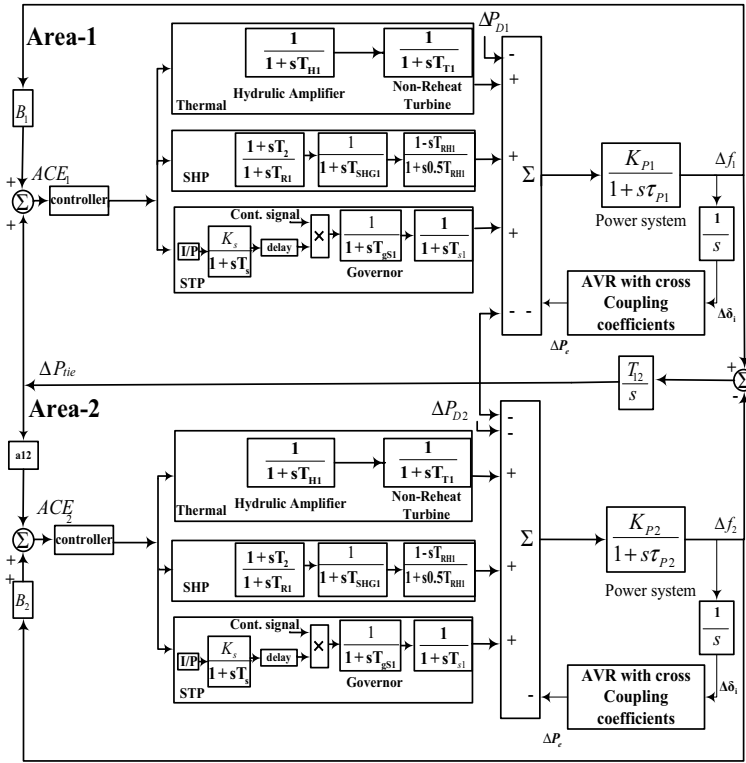 Area-1
ΔP_D1
1
1+sT_H1
1
1+sT_T1
Hydrulic Amplifier
Non-Reheat
Turbine
Thermal
B_1
1+sT_2
1+sT_R1
1
1+sT_SHG1
1-sT_RH1
1+s0.5T_RH1
SHP
ACE_1
controller
Σ
Cont. signal
I/P
K_s
1+sT_s
delay
×
1
1+sT_gS1
1
1+sT_s1
Governor
STP
-
+
+
Σ
+
- -
K_P1
1+sτ_P1
Power system
Δf_1
1
s
AVR with cross
Coupling
coefficients
Δδ_i
ΔP_e
+
+
ΔP_tie
T_12
s
+
Σ
-
Area-2
ΔP_D2
a12
1
1+sT_H1
1
1+sT_T1
Hydrulic Amplifier
Non-Reheat
Turbine
Thermal
ACE_2
controller
Σ
+
+
+
B_2
1+sT_2
1+sT_R1
1
1+sT_SHG1
1-sT_RH1
1+s0.5T_RH1
SHP
Cont. signal
I/P
K_s
1+sT_s
delay
×
1
1+sT_gS1
1
1+sT_s1
Governor
STP
-
-
+
Σ
+
+
-
K_P2
1+sτ_P2
Power system
Δf_2
1
s
AVR with cross
Coupling
coefficients
Δδ_i
ΔP_e